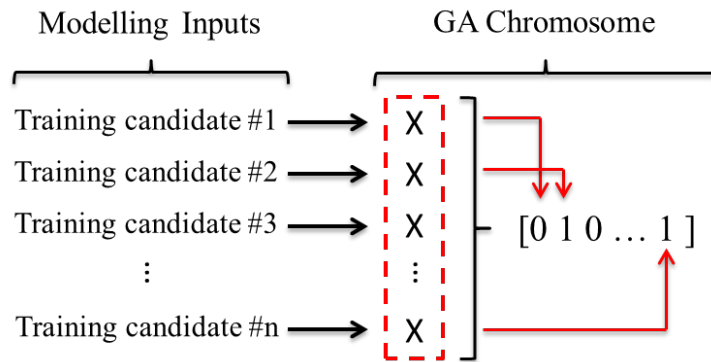 Modelling Inputs GA Chromosome
Training candidate #1 X
Training candidate #2 X
Training candidate #3 X [0 1 0 ... 1 ]
⋮ ⋮
Training candidate #n X